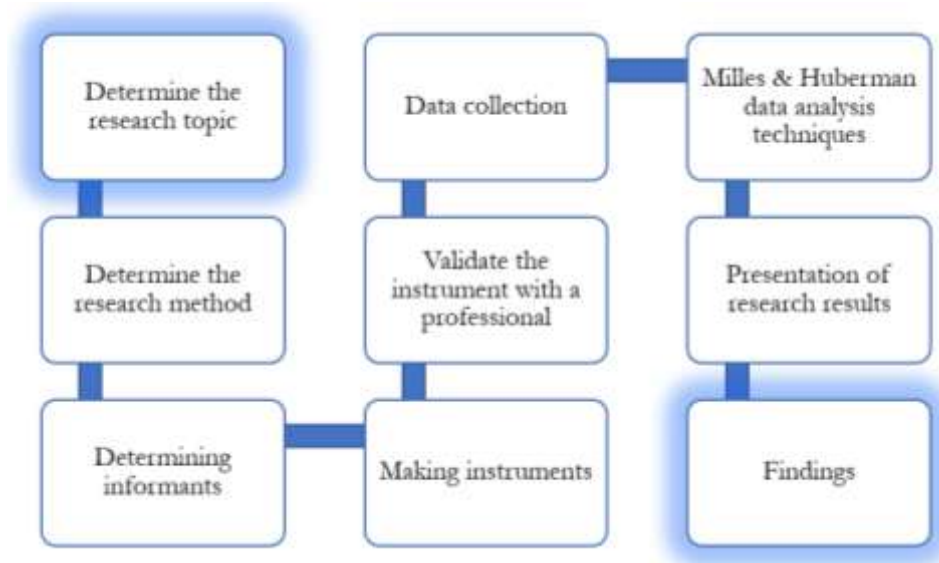 Determine the
research topic
Determine the
research method
Determining
informants
Making instruments
Validate the
instrument with a
professional
Data collection
Milles & Huberman
data analysis
techniques
Presentation of
research results
Findings